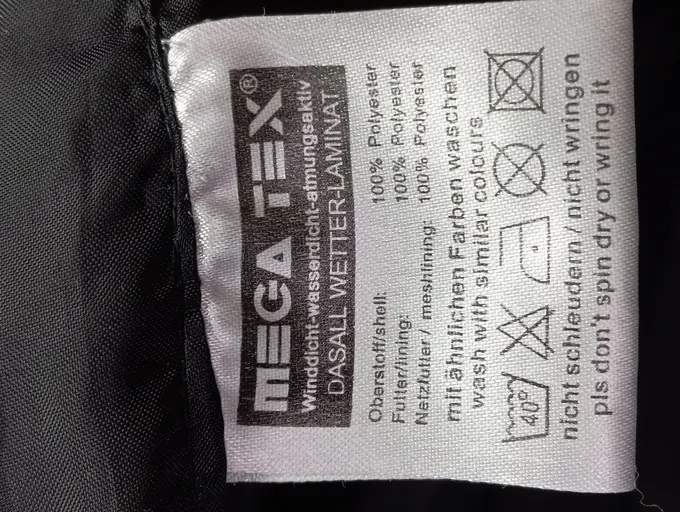 MEGA TEX®
Winddicht-wasserdicht-atmungsaktiv
DASALL WETTER-LAMINAT
Oberstoff/shell: 100% Polyester
Futter/lining: 100% Polyester
Netzfutter / meshlining: 100% Polyester
mit ähnlichen Farben waschen
wash with similar colours
40°
nicht schleudern / nicht wringen
pls don't spin dry or wring it